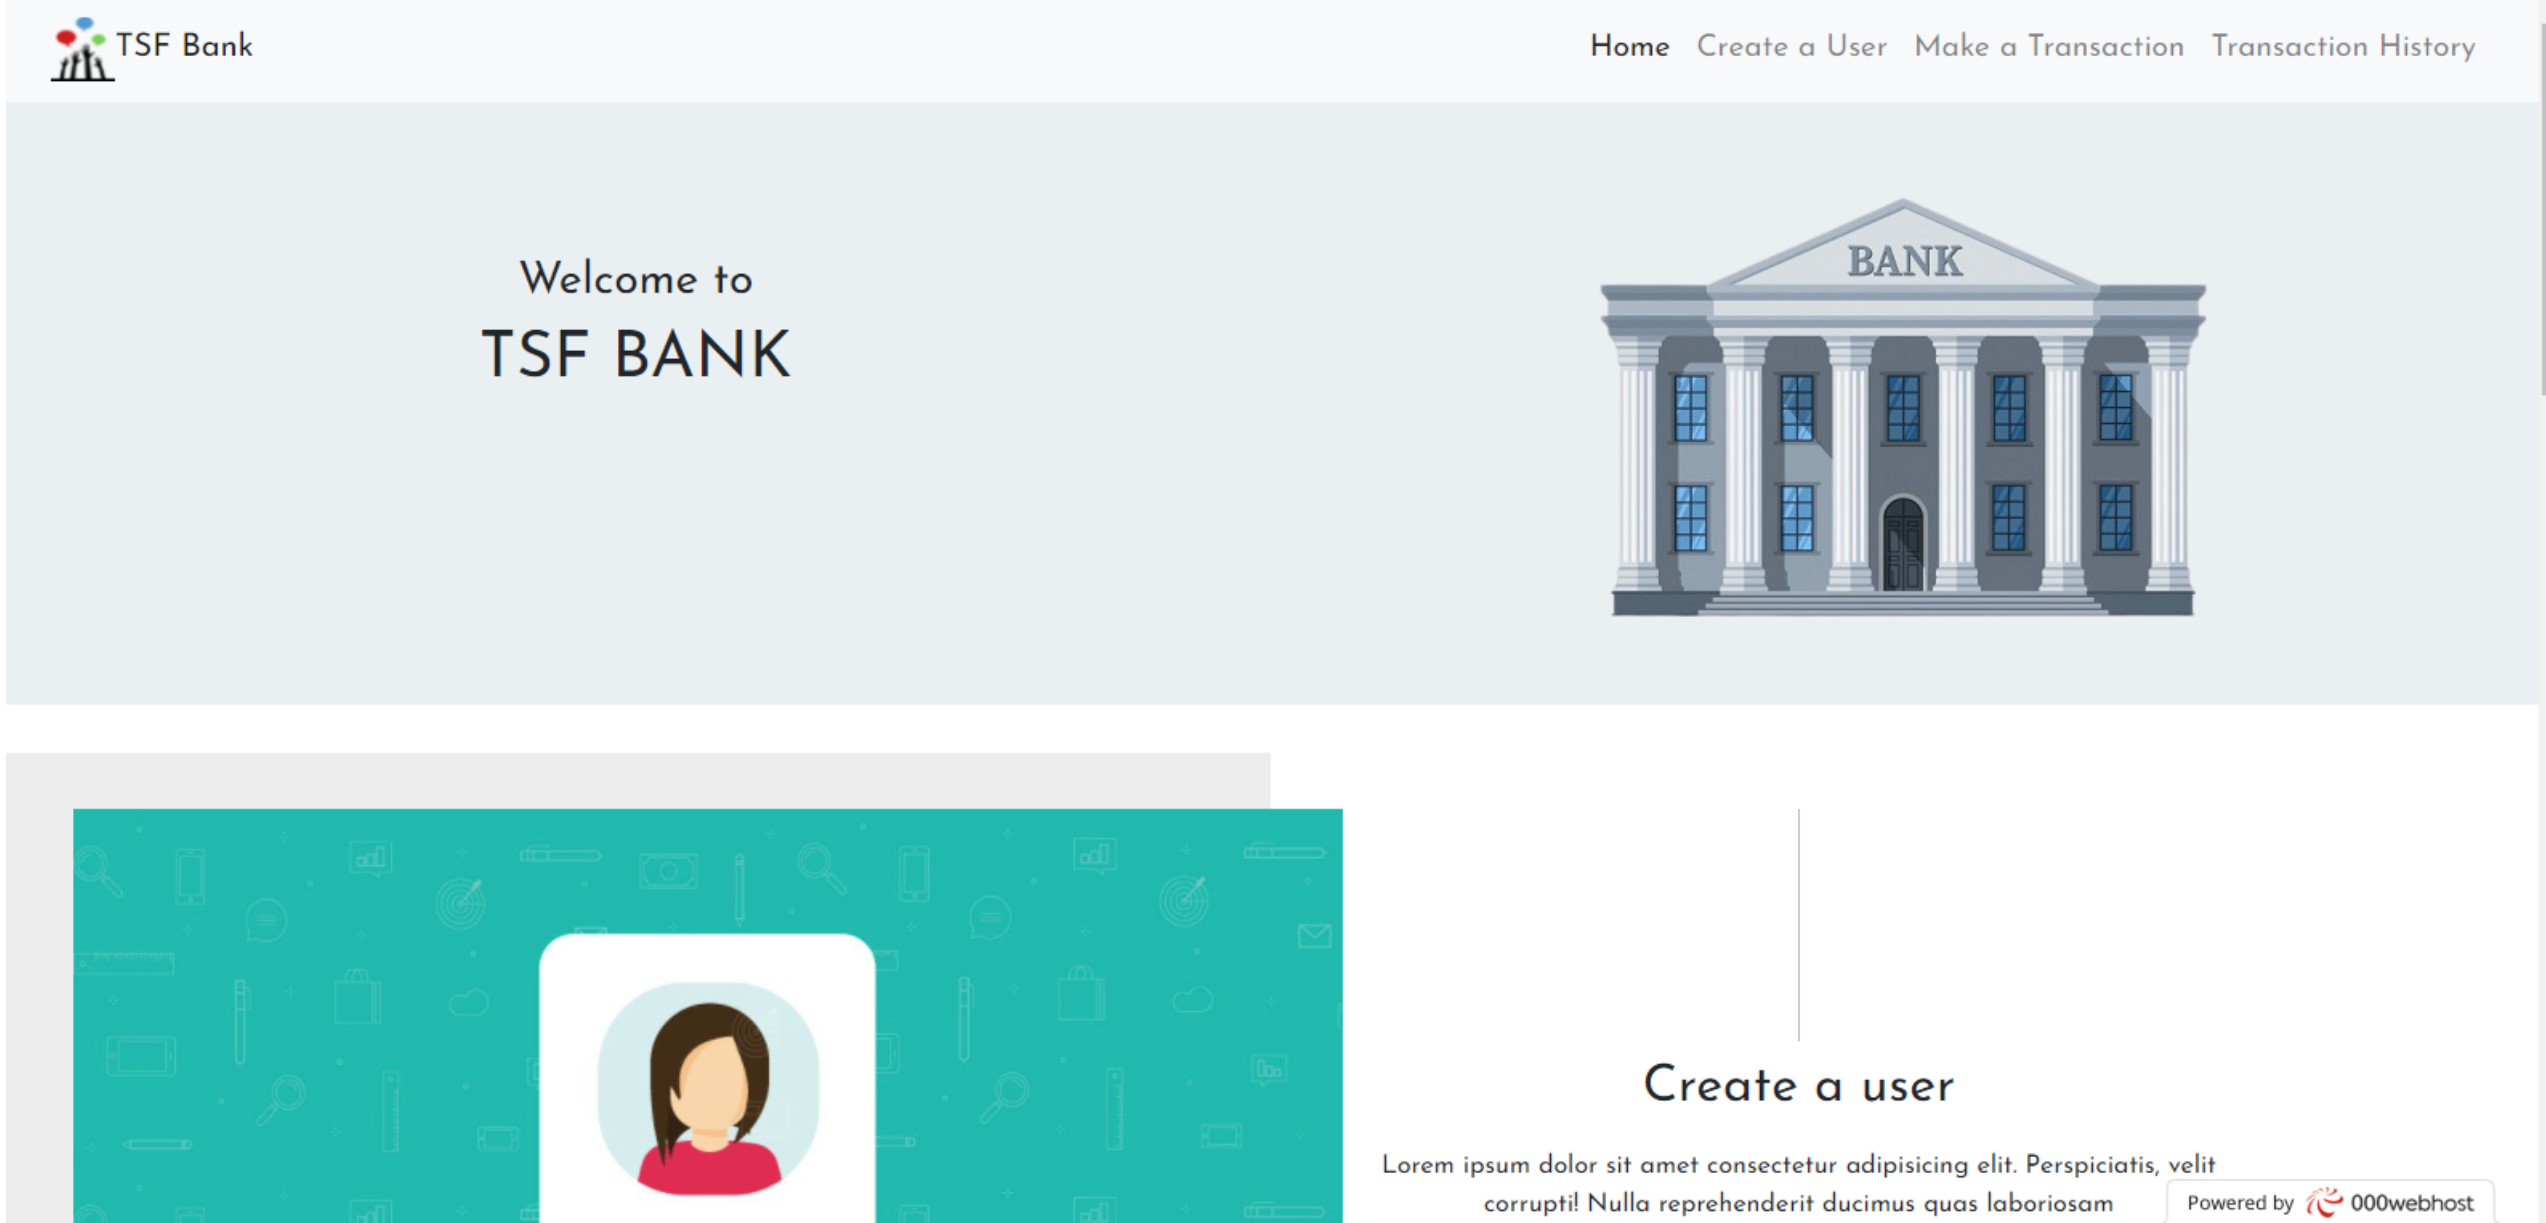 TSF Bank
Home Create a User Make a Transaction Transaction History
Welcome to
TSF BANK
BANK
Create a user
Lorem ipsum dolor sit amet consectetur adipisicing elit. Perspiciatis, velit
corrupti! Nulla reprehenderit ducimus quas laboriosam
Powered by 000webhost